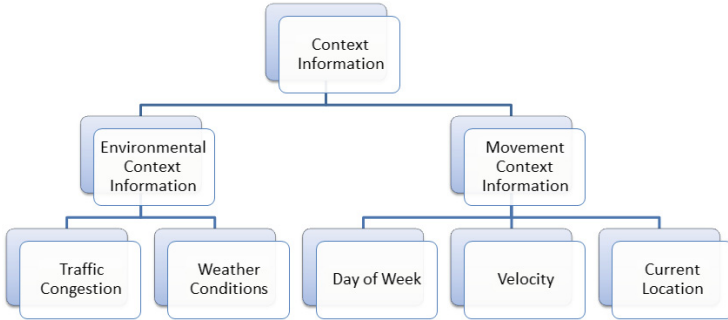 Context
Information
Environmental
Context
Information
Movement
Context
Information
Traffic
Congestion
Weather
Conditions
Day of Week
Velocity
Current
Location